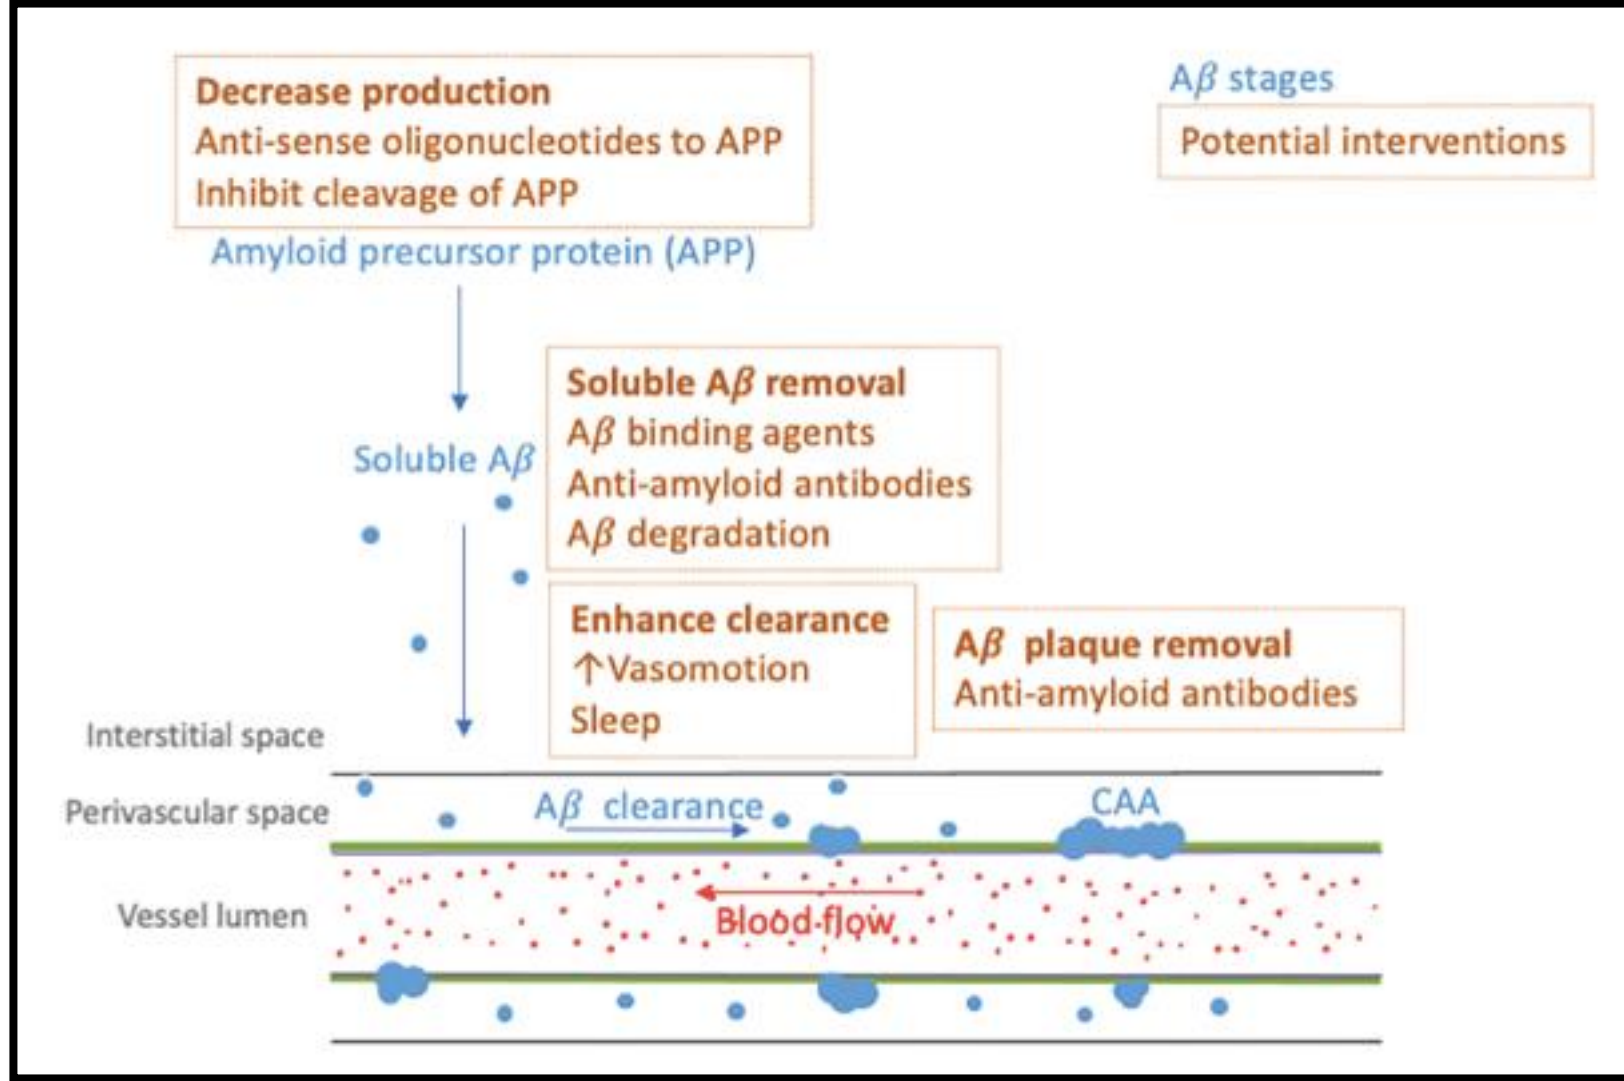 Decrease production
Anti-sense oligonucleotides to APP
Inhibit cleavage of APP
Aβ stages
Potential interventions
Amyloid precursor protein (APP)
Soluble Aβ
Soluble Aβ removal
Aβ binding agents
Anti-amyloid antibodies
Aβ degradation
Enhance clearance
↑Vasomotion
Sleep
Aβ plaque removal
Anti-amyloid antibodies
Interstitial space
Perivascular space
Aβ clearance
CAA
Vessel lumen
Blood flow